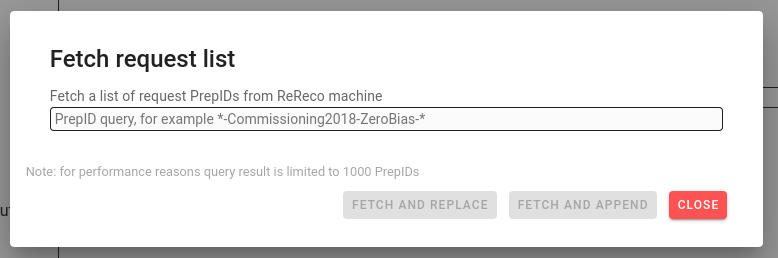 Fetch request list
Fetch a list of request PrepIDs from ReReco machine
PrepID query, for example *-Commissioning2018-ZeroBias-*
Note: for performance reasons query result is limited to 1000 PrepIDs
FETCH AND REPLACE FETCH AND APPEND CLOSE